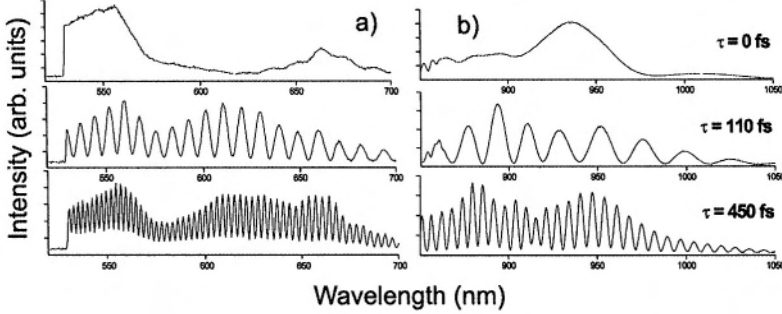 a)
b)
τ = 0 fs
550 600 650 700
900 950 1000 1050
Intensity (arb. units)
τ = 110 fs
550 600 650 700
900 950 1000 1050
τ = 450 fs
550 600 650 700
900 950 1000 1050
Wavelength (nm)